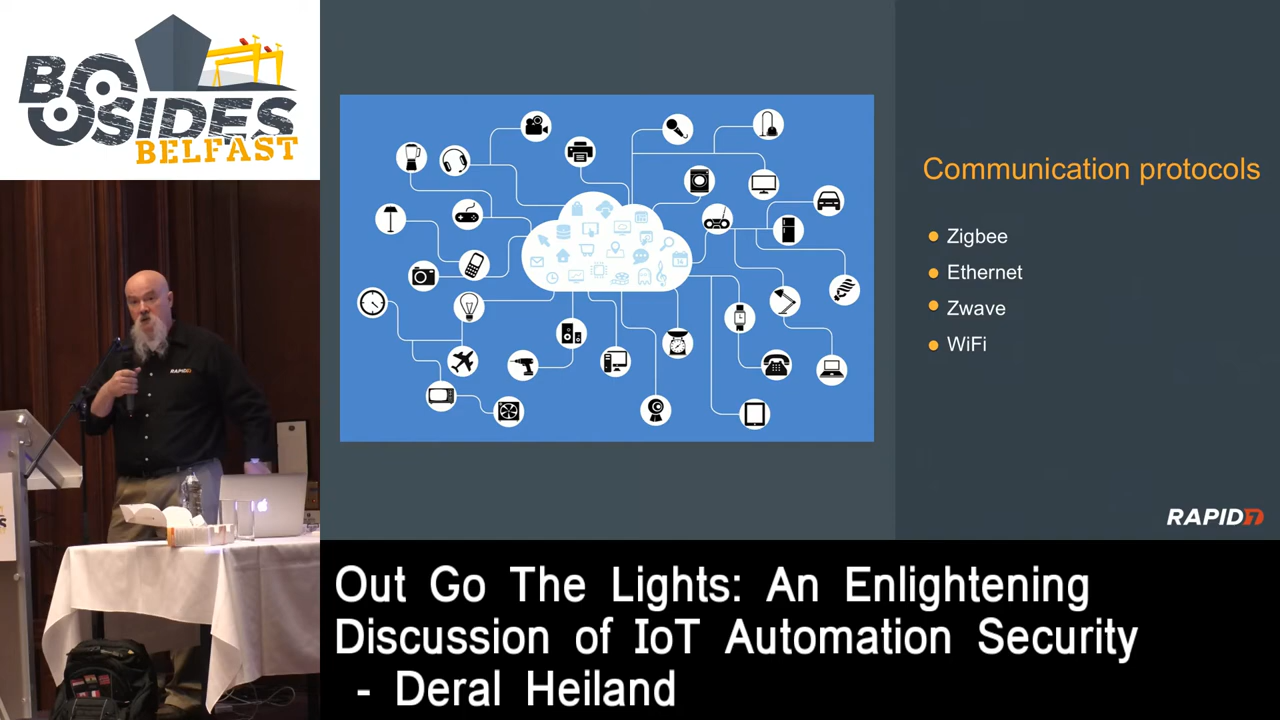 BSIDES
BELFAST
Communication protocols
Zigbee
Ethernet
Zwave
WiFi
RAPID7
RAPID7
Out Go The Lights: An Enlightening
Discussion of IoT Automation Security
- Deral Heiland